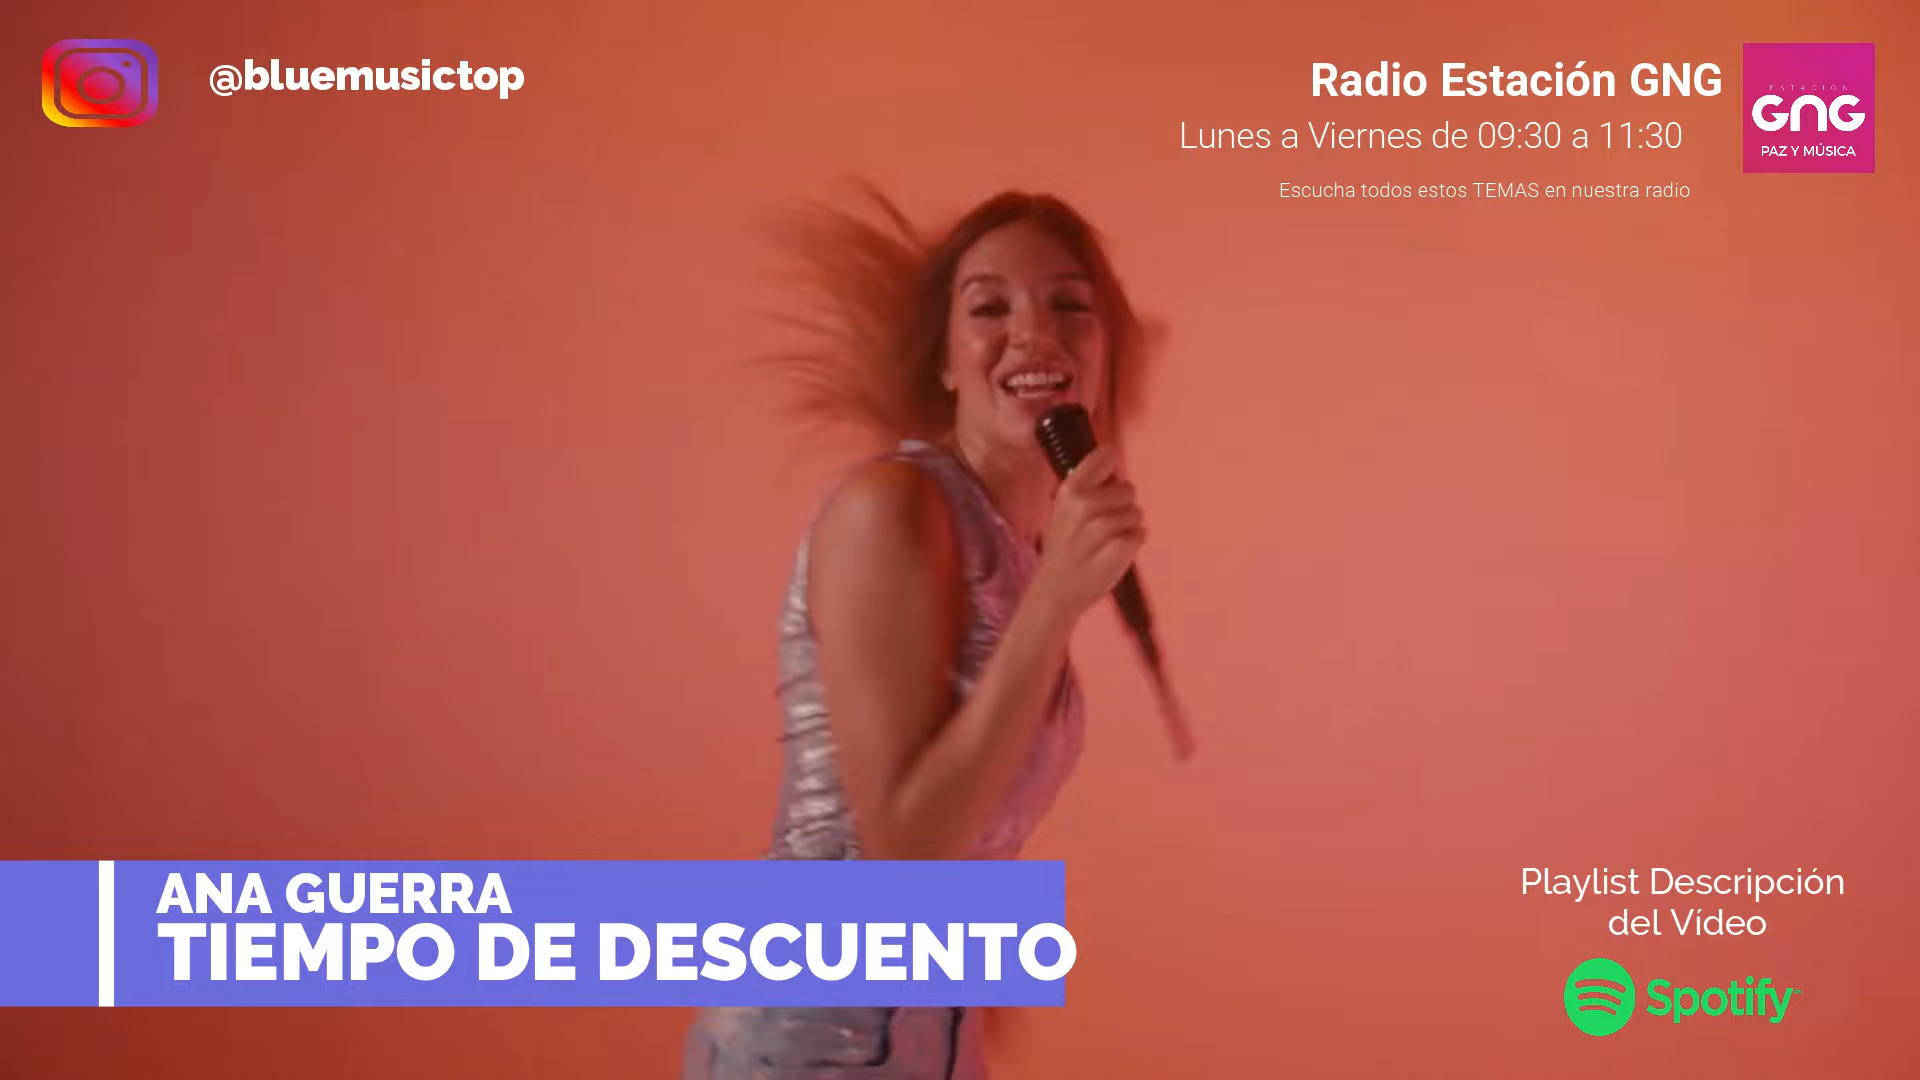 @bluemusictop
Radio Estación GNG
Lunes a Viernes de 09:30 a 11:30
Escucha todos estos TEMAS en nuestra radio
ESTACIÓN
GNG
PAZ Y MÚSICA
ANA GUERRA
TIEMPO DE DESCUENTO
Playlist Descripción
del Vídeo
Spotify